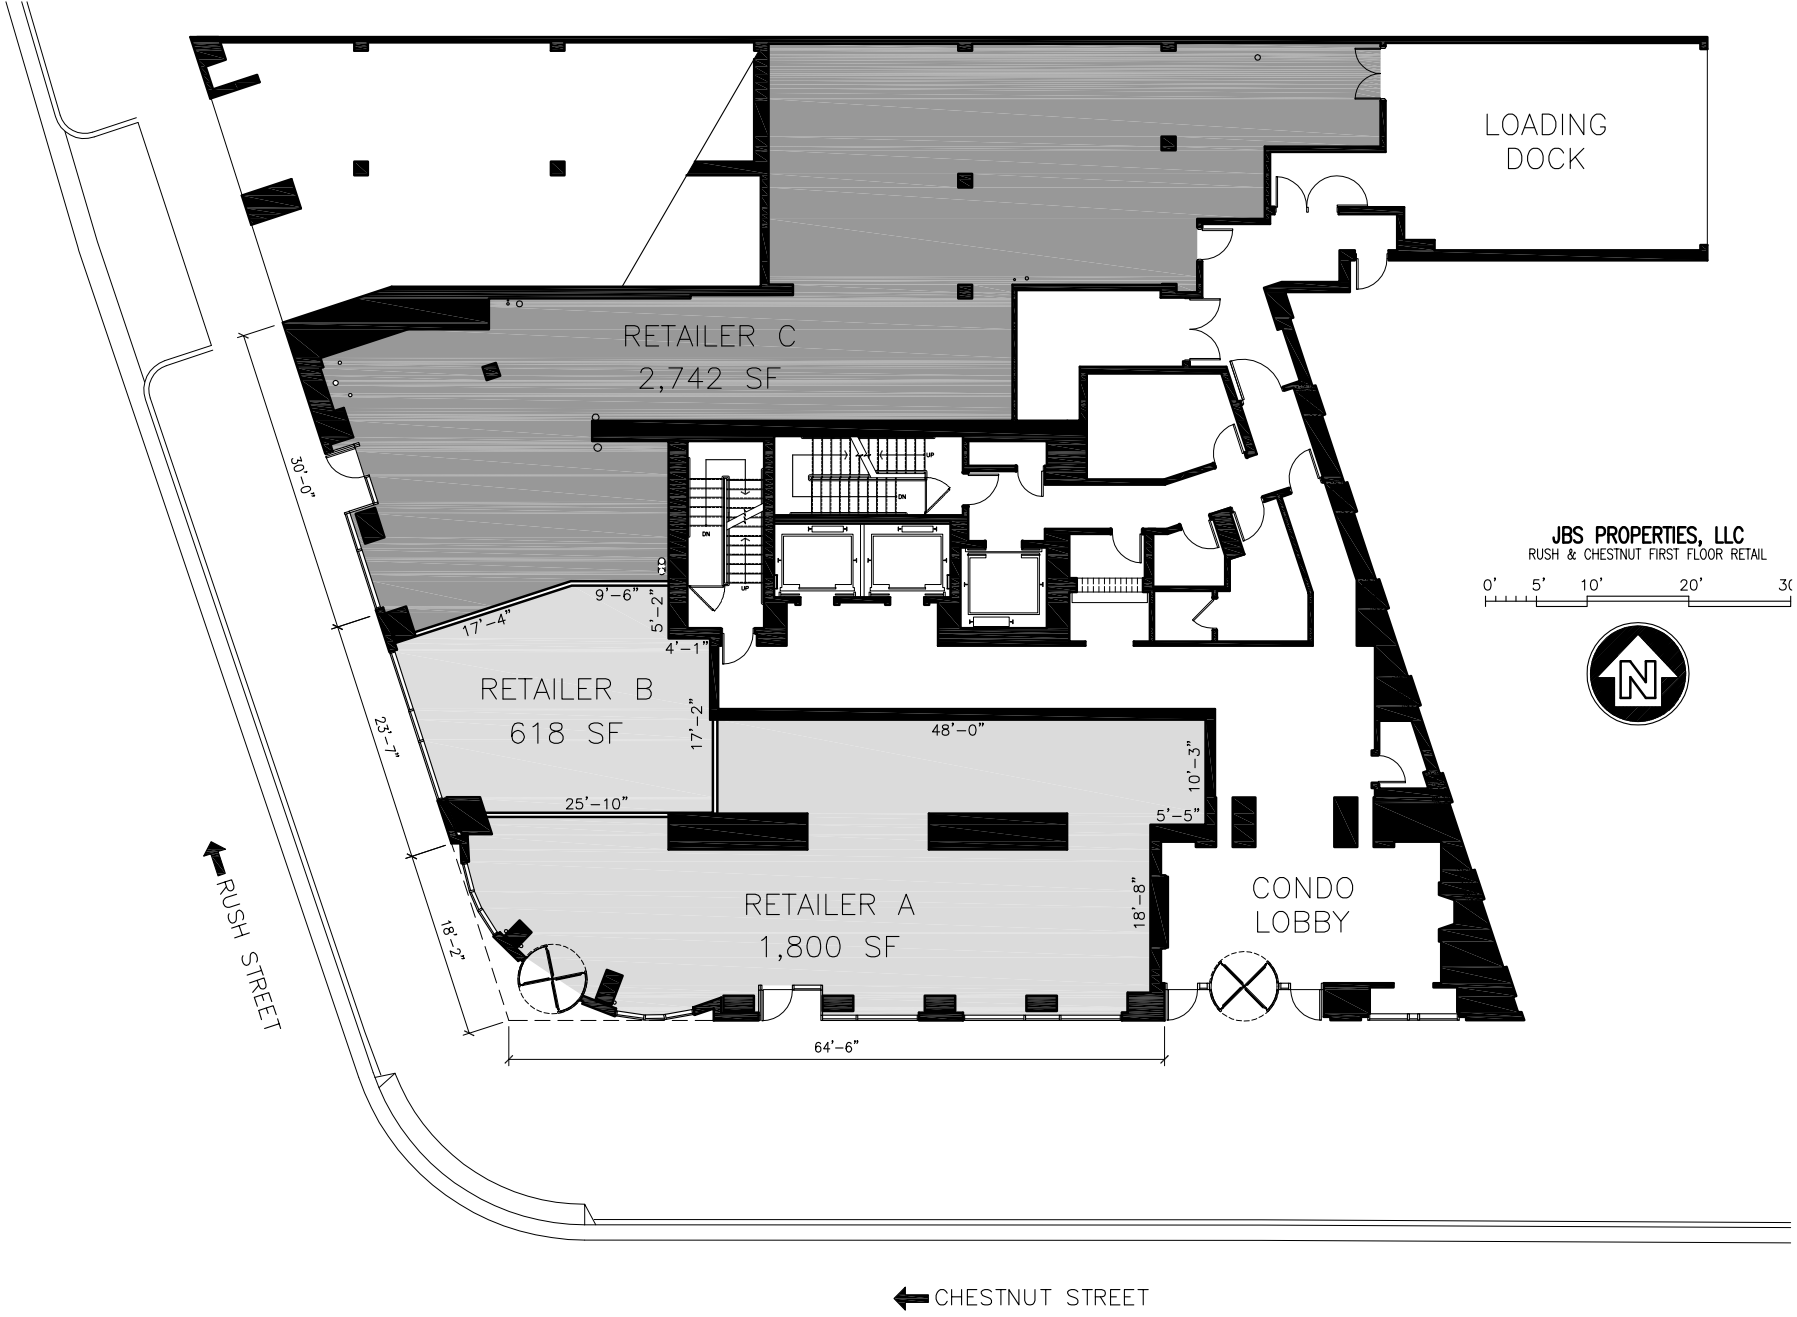 LOADING
DOCK
RETAILER C
2,742 SF
30'-0"
UP
DN
DN
UP
JBS PROPERTIES, LLC
RUSH & CHESTNUT FIRST FLOOR RETAIL
0' 5' 10' 20' 30
N
9'-6"
17'-4"
5'-2"
4'-1"
RETAILER B
618 SF
23'-7"
17'-2"
25'-10"
48'-0"
10'-3"
5'-5"
RETAILER A
1,800 SF
18'-8"
18'-2"
CONDO
LOBBY
RUSH STREET
64'-6"
CHESTNUT STREET